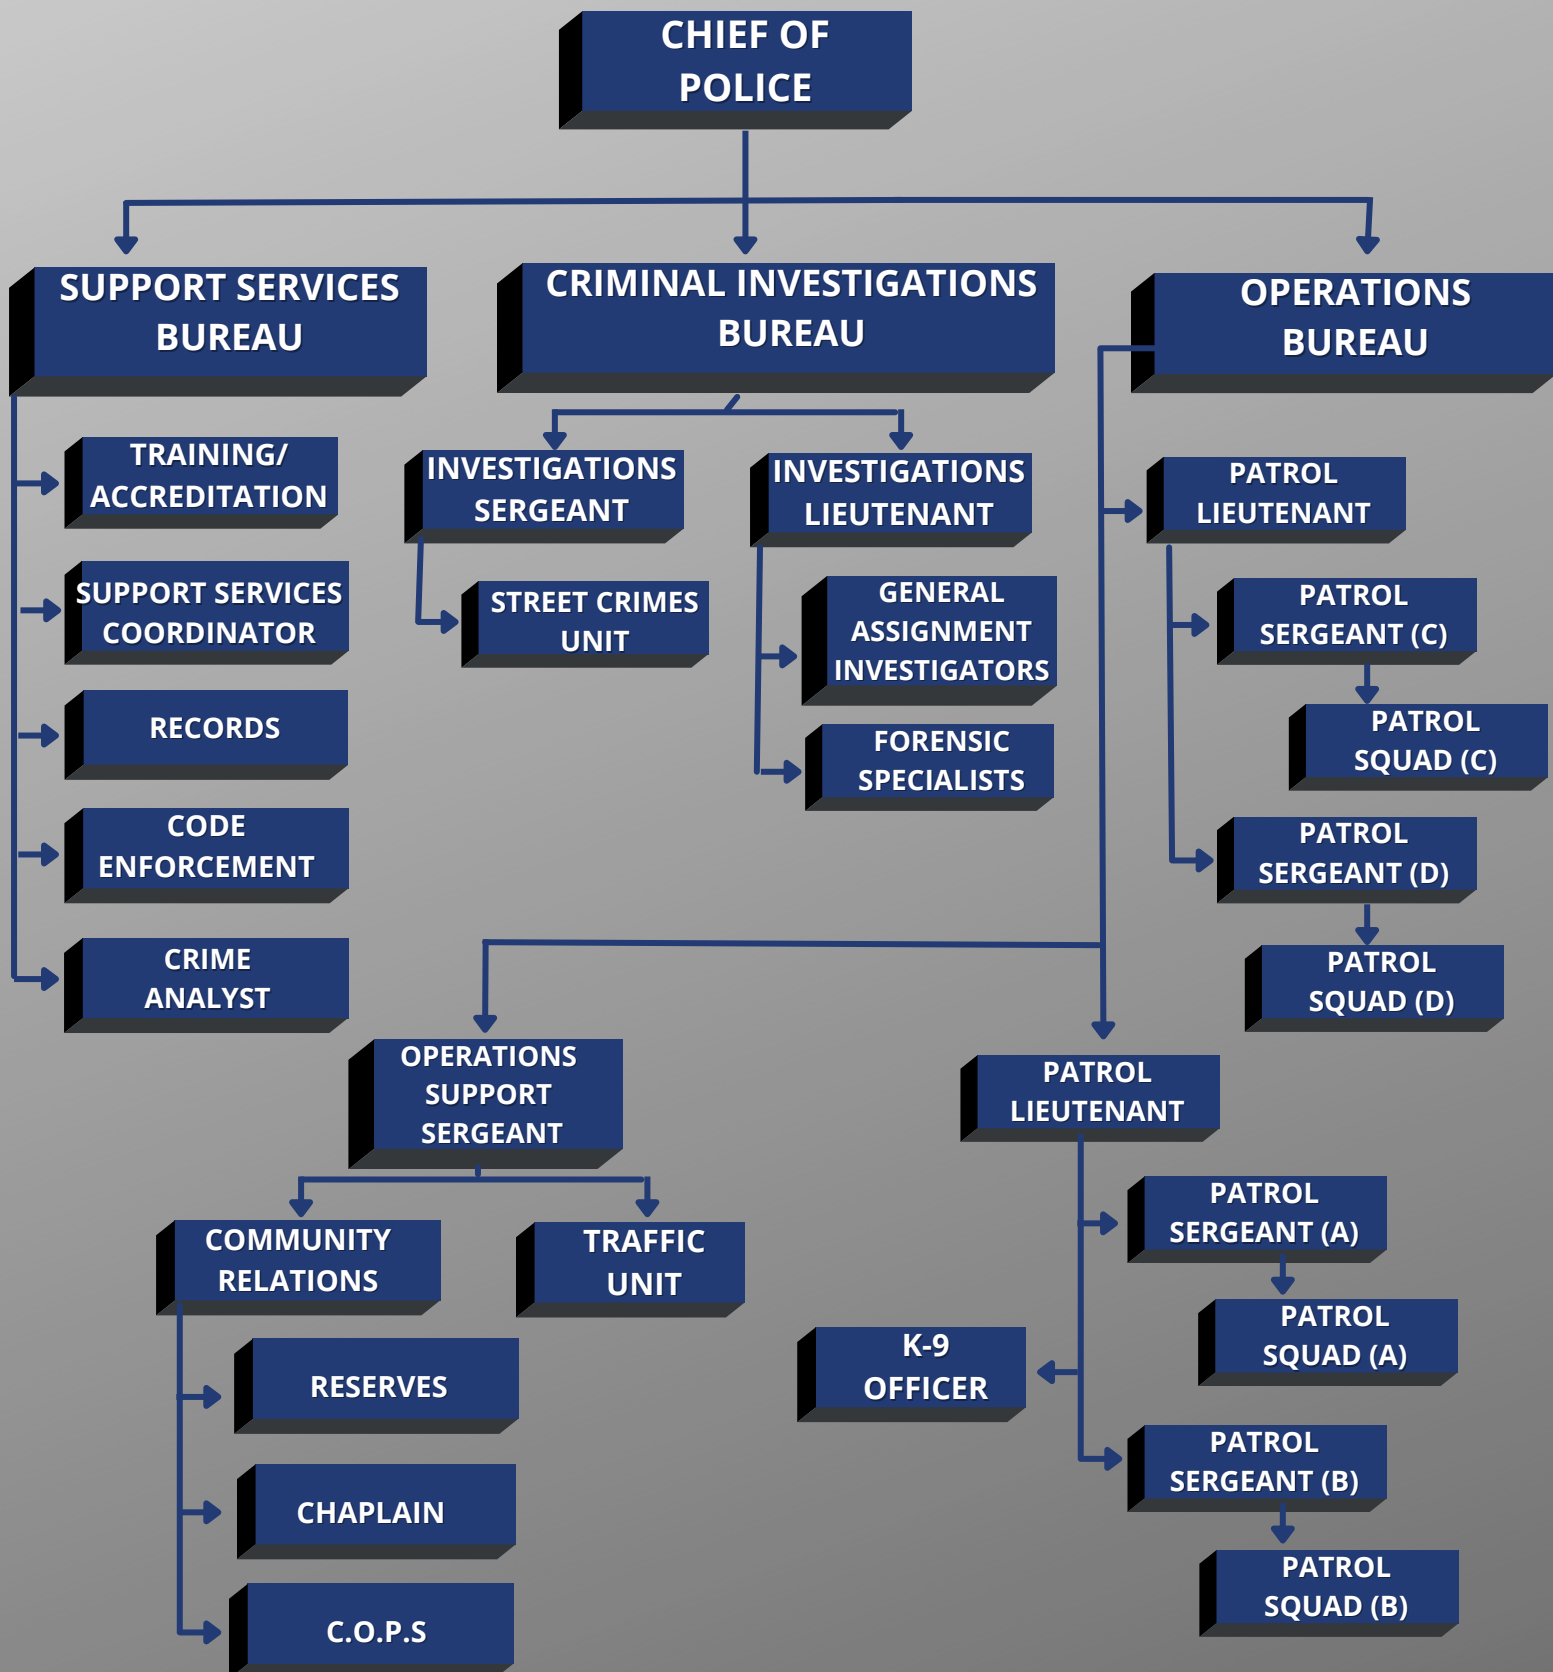 CHIEF OF
POLICE
SUPPORT SERVICES
BUREAU
CRIMINAL INVESTIGATIONS
BUREAU
OPERATIONS
BUREAU
TRAINING/
ACCREDITATION
SUPPORT SERVICES
COORDINATOR
RECORDS
CODE
ENFORCEMENT
CRIME
ANALYST
INVESTIGATIONS
SERGEANT
STREET CRIMES
UNIT
INVESTIGATIONS
LIEUTENANT
GENERAL
ASSIGNMENT
INVESTIGATORS
FORENSIC
SPECIALISTS
PATROL
LIEUTENANT
PATROL
SERGEANT (C)
PATROL
SQUAD (C)
PATROL
SERGEANT (D)
PATROL
SQUAD (D)
OPERATIONS
SUPPORT
SERGEANT
COMMUNITY
RELATIONS
TRAFFIC
UNIT
RESERVES
CHAPLAIN
C.O.P.S
PATROL
LIEUTENANT
PATROL
SERGEANT (A)
PATROL
SQUAD (A)
K-9
OFFICER
PATROL
SERGEANT (B)
PATROL
SQUAD (B)